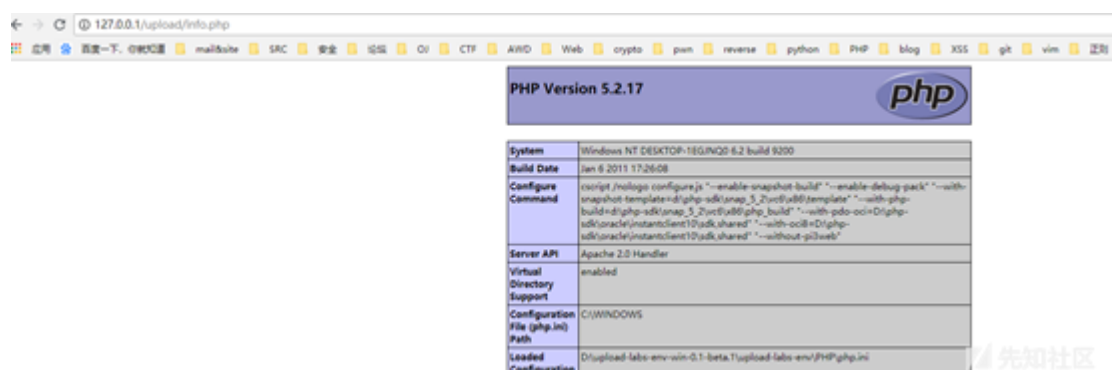 127.0.0.1/upload/info.php
应用 百度一下，你就知道 mail&site SRC 安全 论坛 OJ CTF AWD Web crypto pwn reverse python PHP blog XSS git vim 正则
PHP Version 5.2.17
php
System Windows NT DESKTOP-1EGJNQ0 6.2 build 9200
Build Date Jan 6 2011 17:26:08
Configure Command cscript /nologo configure.js "--enable-snapshot-build" "--enable-debug-pack" "--with-
snapshot-template=d:\php-sdk\snap_5_2\vc6\x86\template" "--with-php-
build=d:\php-sdk\snap_5_2\vc6\x86\php_build" "--with-pdo-oci=D:\php-
sdk\oracle\instantclient10\sdk,shared" "--with-oci8=D:\php-
sdk\oracle\instantclient10\sdk,shared" "--without-pi3web"
Server API Apache 2.0 Handler
Virtual Directory Support enabled
Configuration File (php.ini) Path C:\WINDOWS
Loaded Configuration D:\upload-labs-env-win-0.1-beta.1\upload-labs-env\PHP\php.ini
先知社区